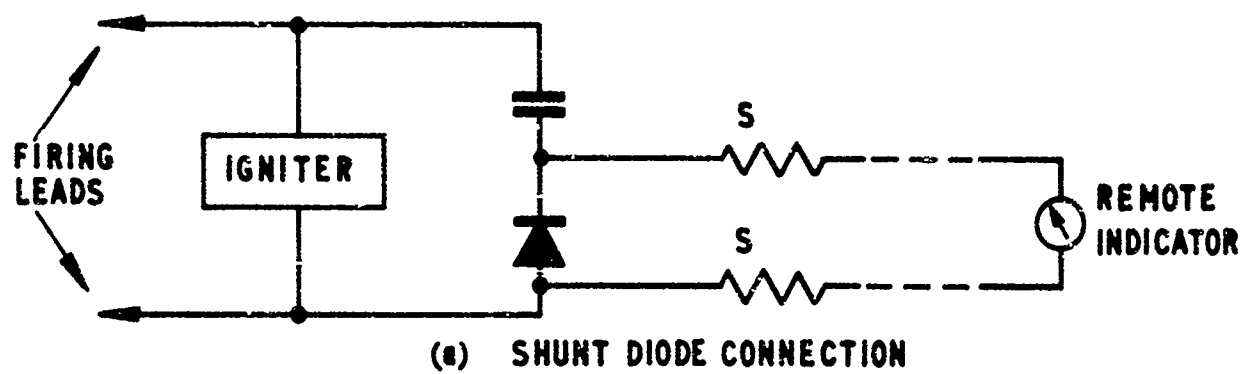 S
FIRING
LEADS
IGNITER
REMOTE
INDICATOR
S
(a) SHUNT DIODE CONNECTION